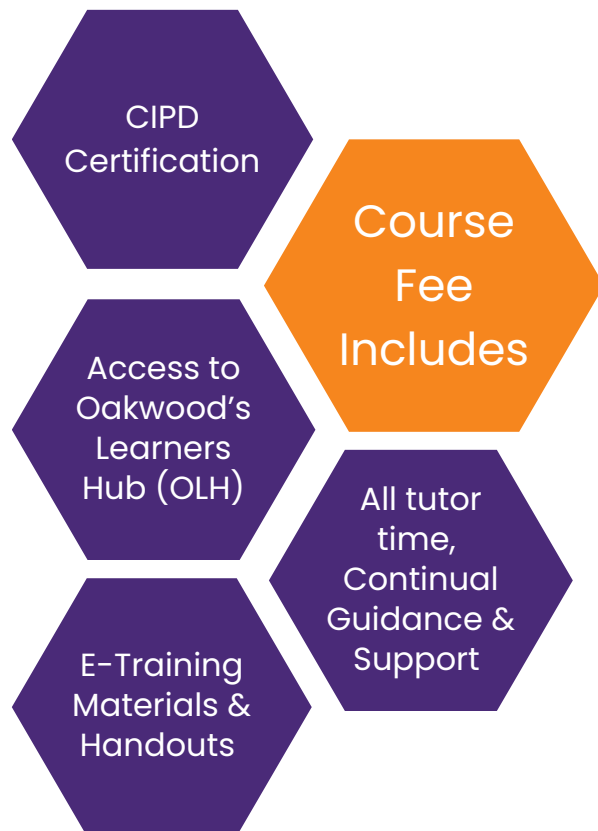 CIPD
Certification
Course
Fee
Includes
Access to
Oakwood’s
Learners
Hub (OLH)
All tutor
time,
Continual
Guidance &
Support
E-Training
Materials &
Handouts